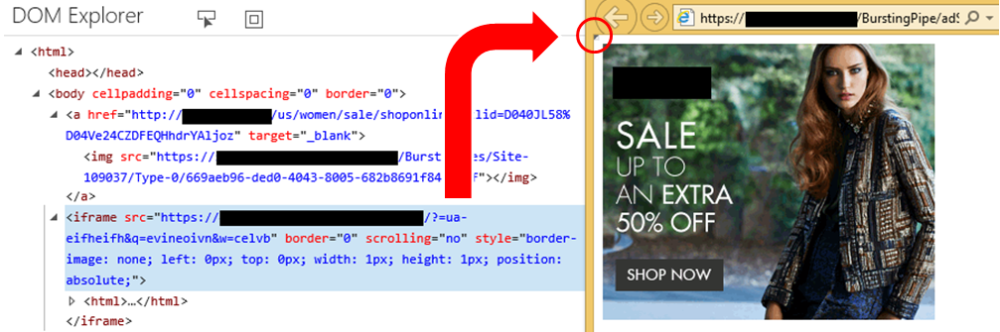 DOM Explorer
<html>
<head></head>
<body cellpadding="0" cellspacing="0" border="0">
<a href="http:// /us/women/sale/shoponlin lid=D040JL58%
D04Ve24CZDFEQHhdrYAljoz" target="_blank">
<img src="https:// /Burst es/Site-
109037/Type-0/669aeb96-ded0-4043-8005-682b8691f84 f"></img>
</a>
<iframe src="https:// /?=ua-
eifheifh&q=evineoivn&w=celvb" border="0" scrolling="no" style="border-
image: none; left: 0px; top: 0px; width: 1px; height: 1px; position:
absolute;">
<html>…</html>
</iframe>
https:// /BurstingPipe/adS
SALE
UP TO
AN EXTRA
50% OFF
SHOP NOW